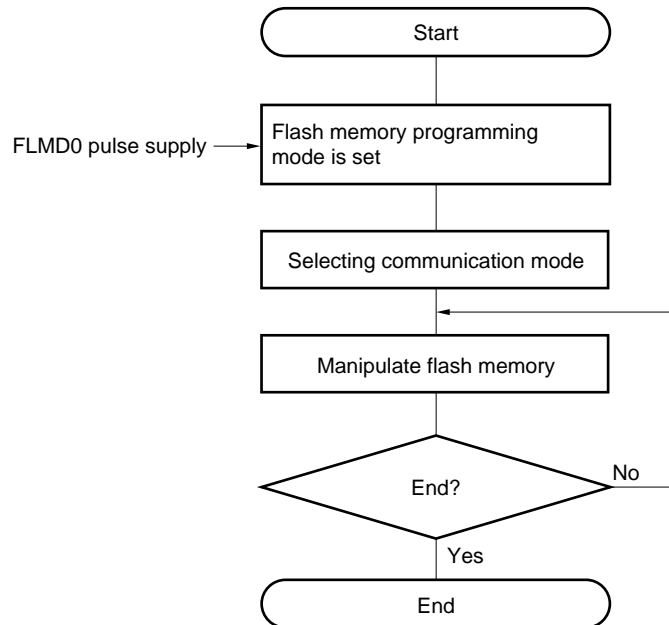 Start
FLMD0 pulse supply
Flash memory programming
mode is set
Selecting communication mode
Manipulate flash memory
End?
No
Yes
End